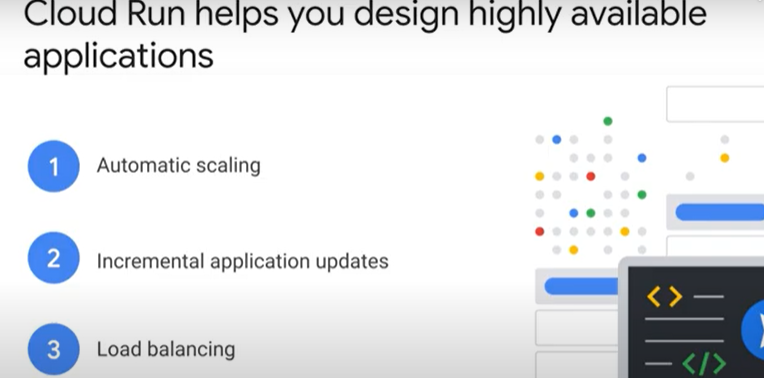 Cloud Run helps you design highly available
applications
1 Automatic scaling
2 Incremental application updates
3 Load balancing
< >
</>